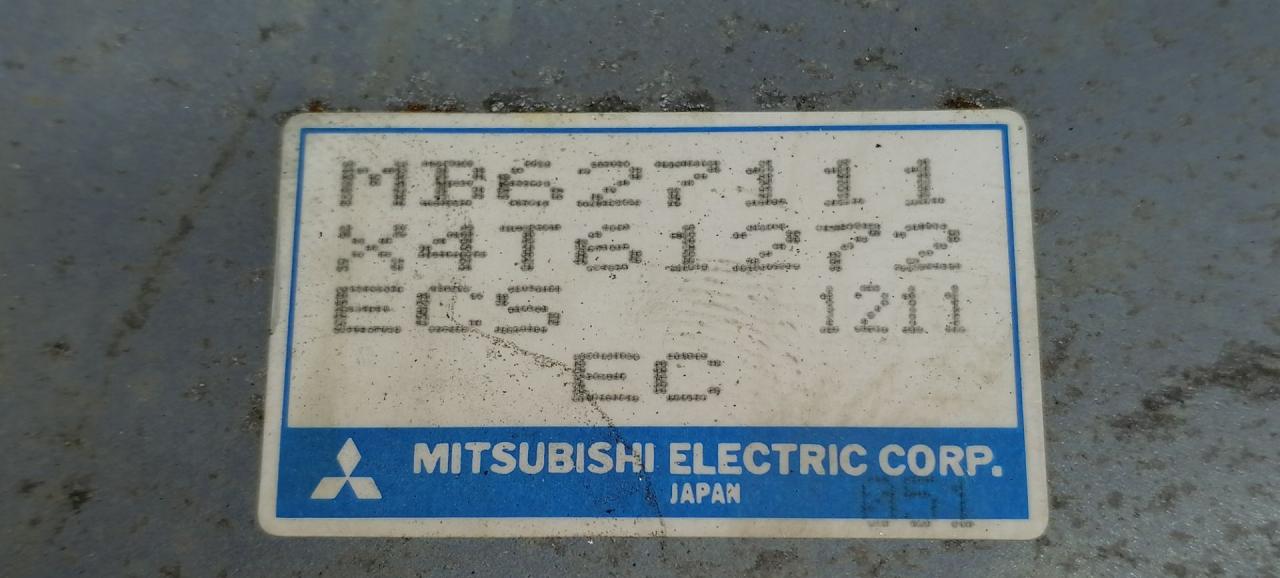 MB627111
X4T61272
ECS 1211
EC
MITSUBISHI ELECTRIC CORP.
JAPAN
051